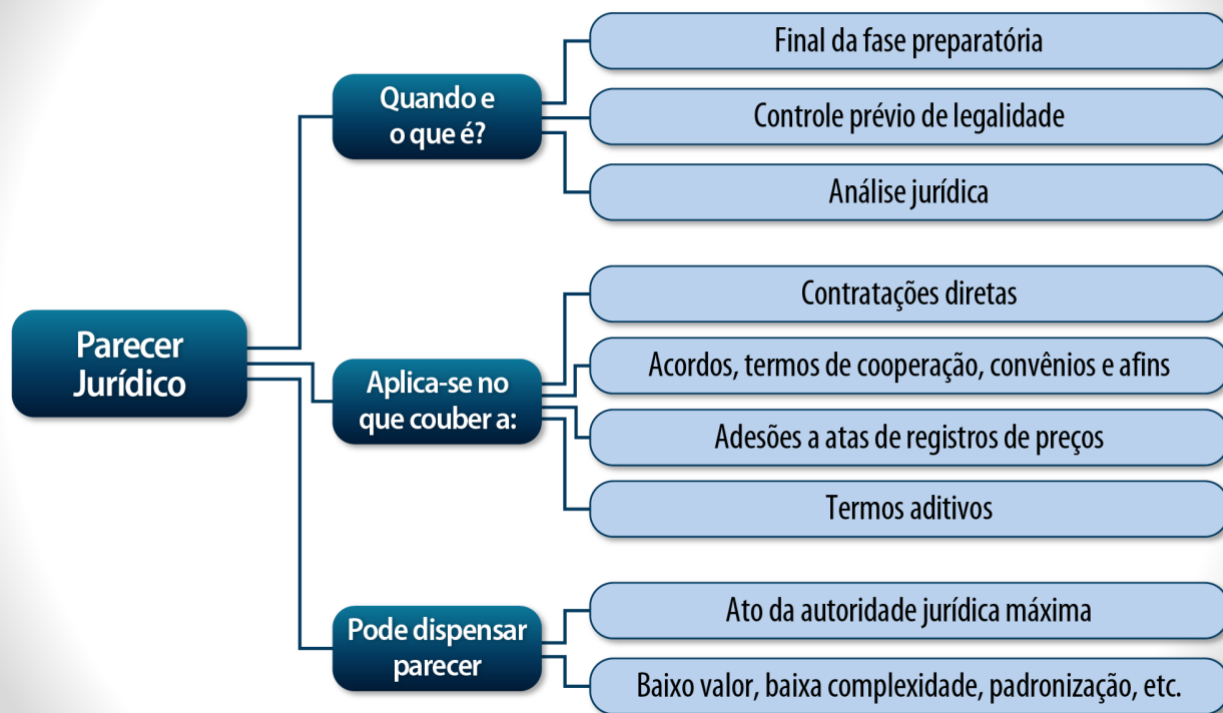 Parecer
Jurídico
Quando e
o que é?
Final da fase preparatória
Controle prévio de legalidade
Análise jurídica
Aplica-se no
que couber a:
Contratações diretas
Acordos, termos de cooperação, convênios e afins
Adesões a atas de registros de preços
Termos aditivos
Pode dispensar
parecer
Ato da autoridade jurídica máxima
Baixo valor, baixa complexidade, padronização, etc.